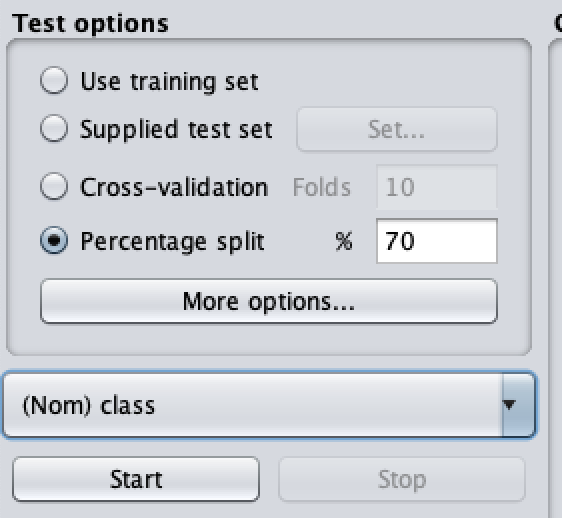 Test options
Use training set
Supplied test set Set...
Cross-validation Folds 10
Percentage split % 70
More options...
(Nom) class
Start Stop